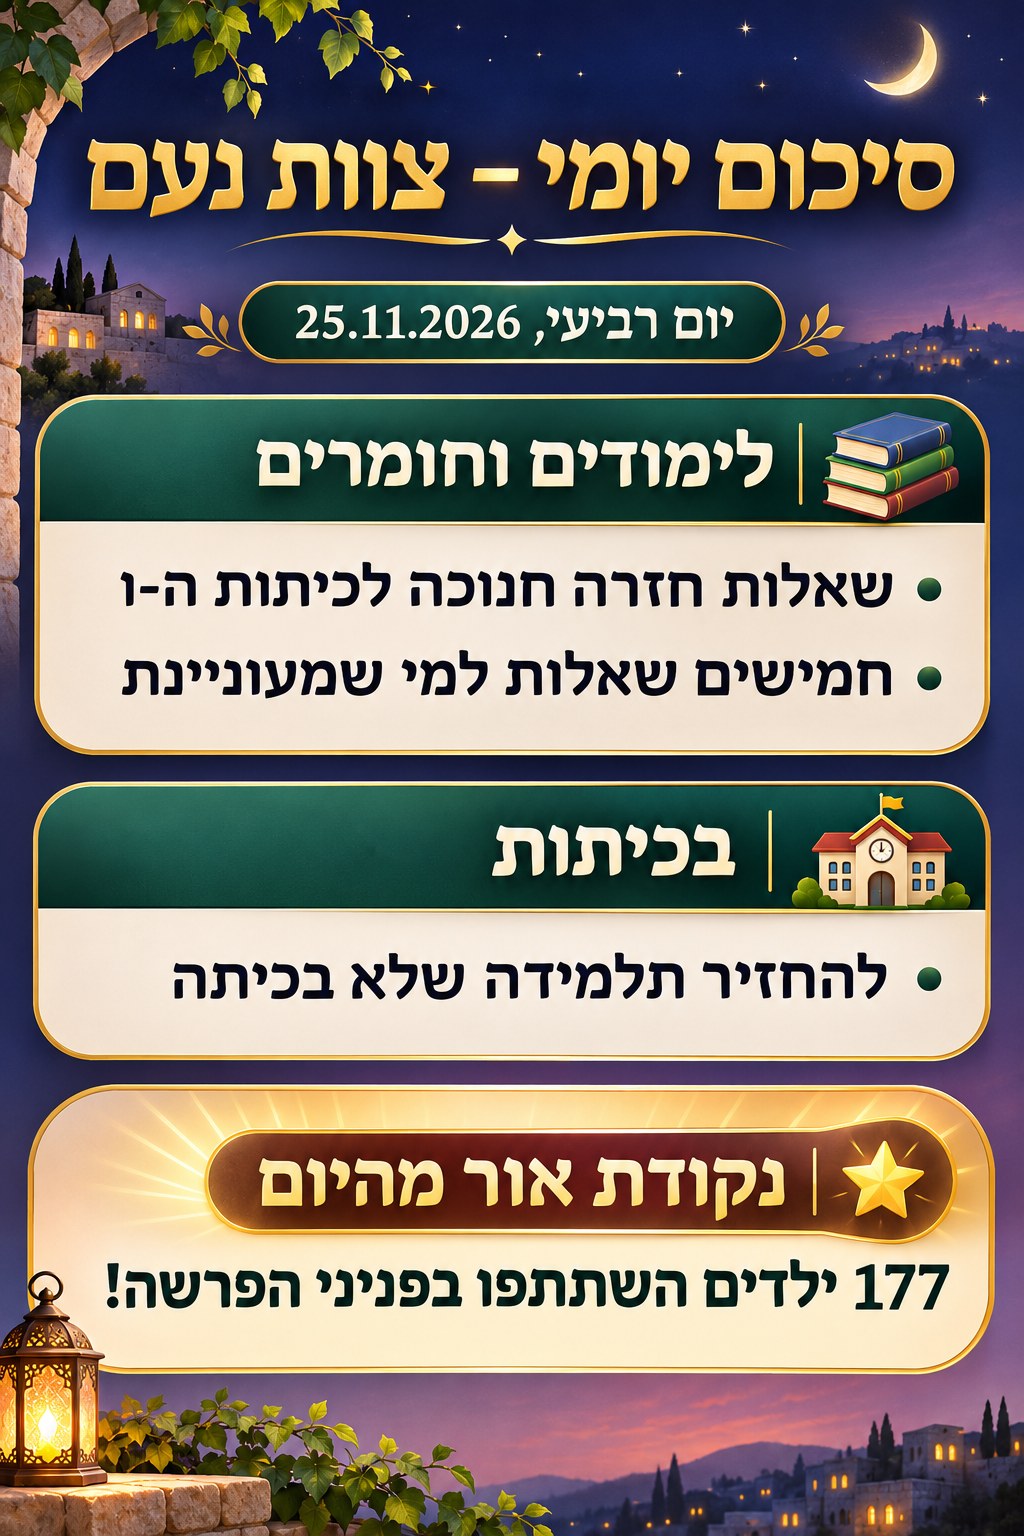 סיכום יומי – צוות נעם
יום רביעי, 25.11.2026
לימודים וחומרים
• שאלות חזרה חנוכה לכיתות ה-ו
• חמישים שאלות למי שמעוניינת
בכיתות
• להחזיר תלמידה שלא בכיתה
נקודת אור מהיום
177 ילדים השתתפו בפניני הפרשה!